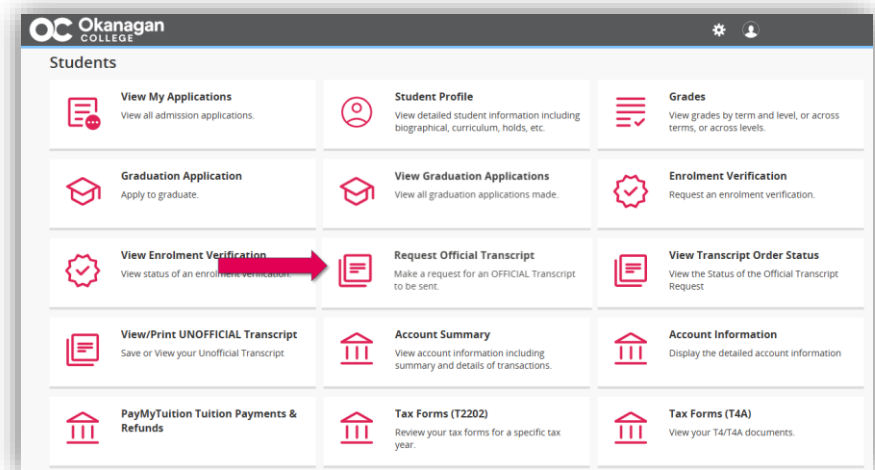 OC Okanagan
COLLEGE
Students
View My Applications
View all admission applications.
Student Profile
View detailed student information including
biographical, curriculum, holds, etc.
Grades
View grades by term and level, or across
terms, or across levels.
Graduation Application
Apply to graduate.
View Graduation Applications
View all graduation applications made.
Enrolment Verification
Request an enrolment verification.
View Enrolment Verification
View status of an enrolment verification.
Request Official Transcript
Make a request for an OFFICIAL Transcript
to be sent.
View Transcript Order Status
View the Status of the Official Transcript
Request
View/Print UNOFFICIAL Transcript
Save or View your Unofficial Transcript
Account Summary
View account information including
summary and details of transactions.
Account Information
Display the detailed account information
PayMyTuition Tuition Payments &
Refunds
Tax Forms (T2202)
Review your tax forms for a specific tax
year.
Tax Forms (T4A)
View your T4/T4A documents.